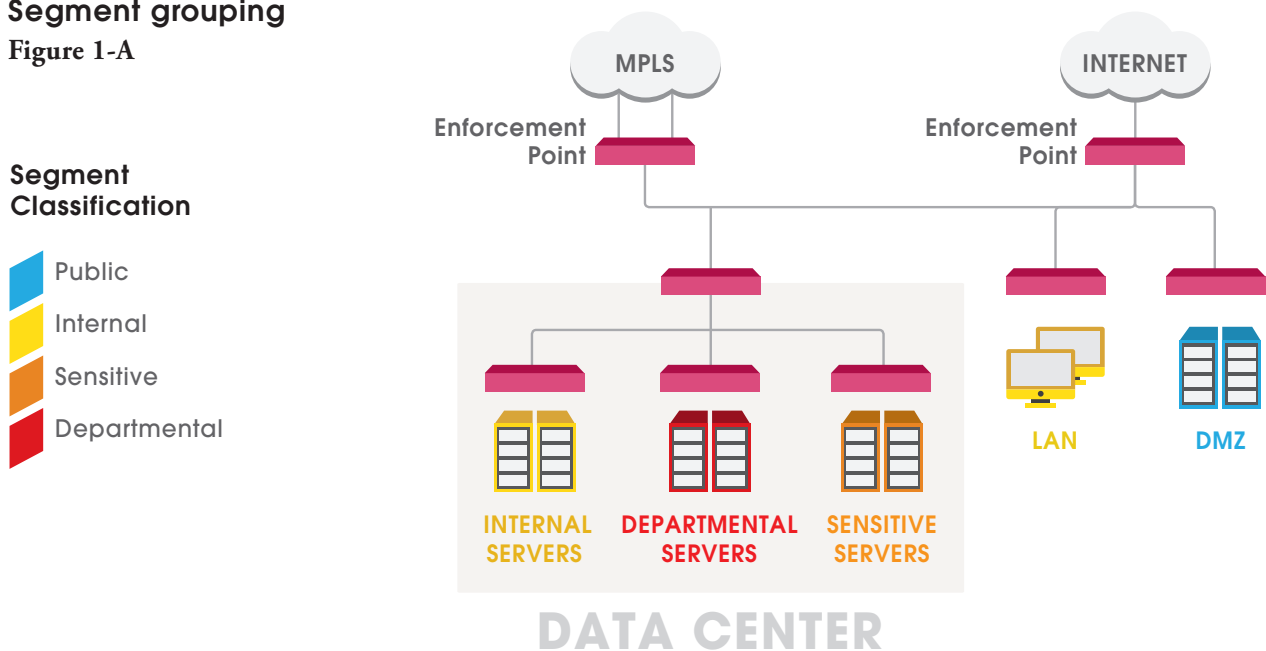 Segment grouping
Figure 1-A
Segment
Classification
Public
Internal
Sensitive
Departmental
MPLS
INTERNET
Enforcement
Point
Enforcement
Point
LAN
DMZ
INTERNAL
SERVERS
DEPARTMENTAL
SERVERS
SENSITIVE
SERVERS
DATA CENTER